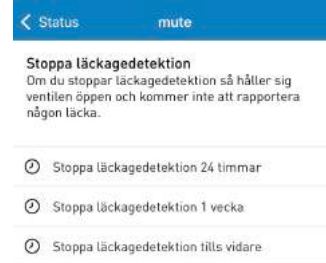 Status mute
Stoppa läckagedetektion
Om du stoppar läckagedetektion så håller sig
ventilen öppen och kommer inte att rapportera
någon läcka.
Stoppa läckagedetektion 24 timmar
Stoppa läckagedetektion 1 vecka
Stoppa läckagedetektion tills vidare